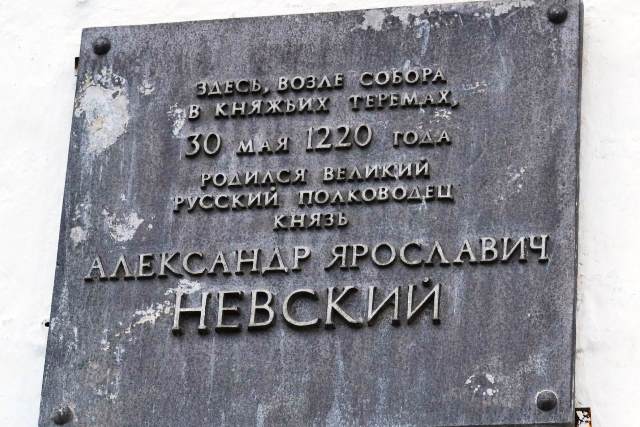 ЗДЕСЬ, ВОЗЛЕ СОБОРА
В КНЯЖЬИХ ТЕРЕМАХ,
30 МАЯ 1220 ГОДА
РОДИЛСЯ ВЕЛИКИЙ
РУССКИЙ ПОЛКОВОДЕЦ
КНЯЗЬ
АЛЕКСАНДР ЯРОСЛАВИЧ
НЕВСКИЙ